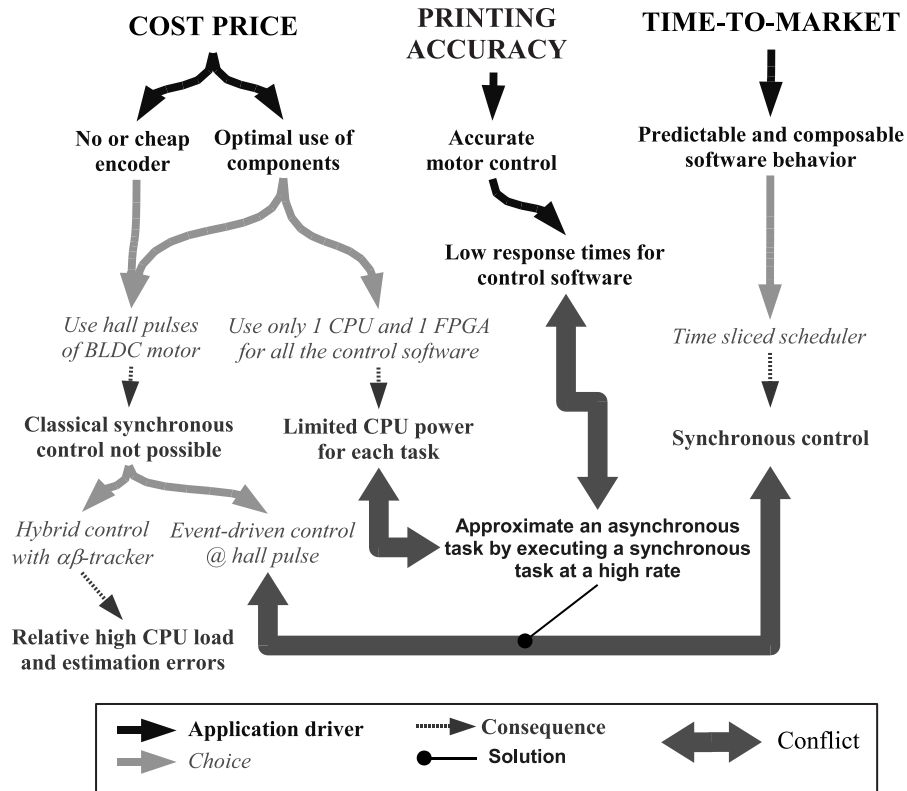 COST PRICE
PRINTING
ACCURACY
TIME-TO-MARKET
No or cheap
encoder
Optimal use of
components
Accurate
motor control
Predictable and composable
software behavior
Low response times for
control software
Use hall pulses
of BLDC motor
Use only 1 CPU and 1 FPGA
for all the control software
Time sliced scheduler
Classical synchronous
control not possible
Limited CPU power
for each task
Synchronous control
Hybrid control
with αβ-tracker
Event-driven control
@ hall pulse
Approximate an asynchronous
task by executing a synchronous
task at a high rate
Relative high CPU load
and estimation errors
Application driver
Choice
Consequence
Solution
Conflict